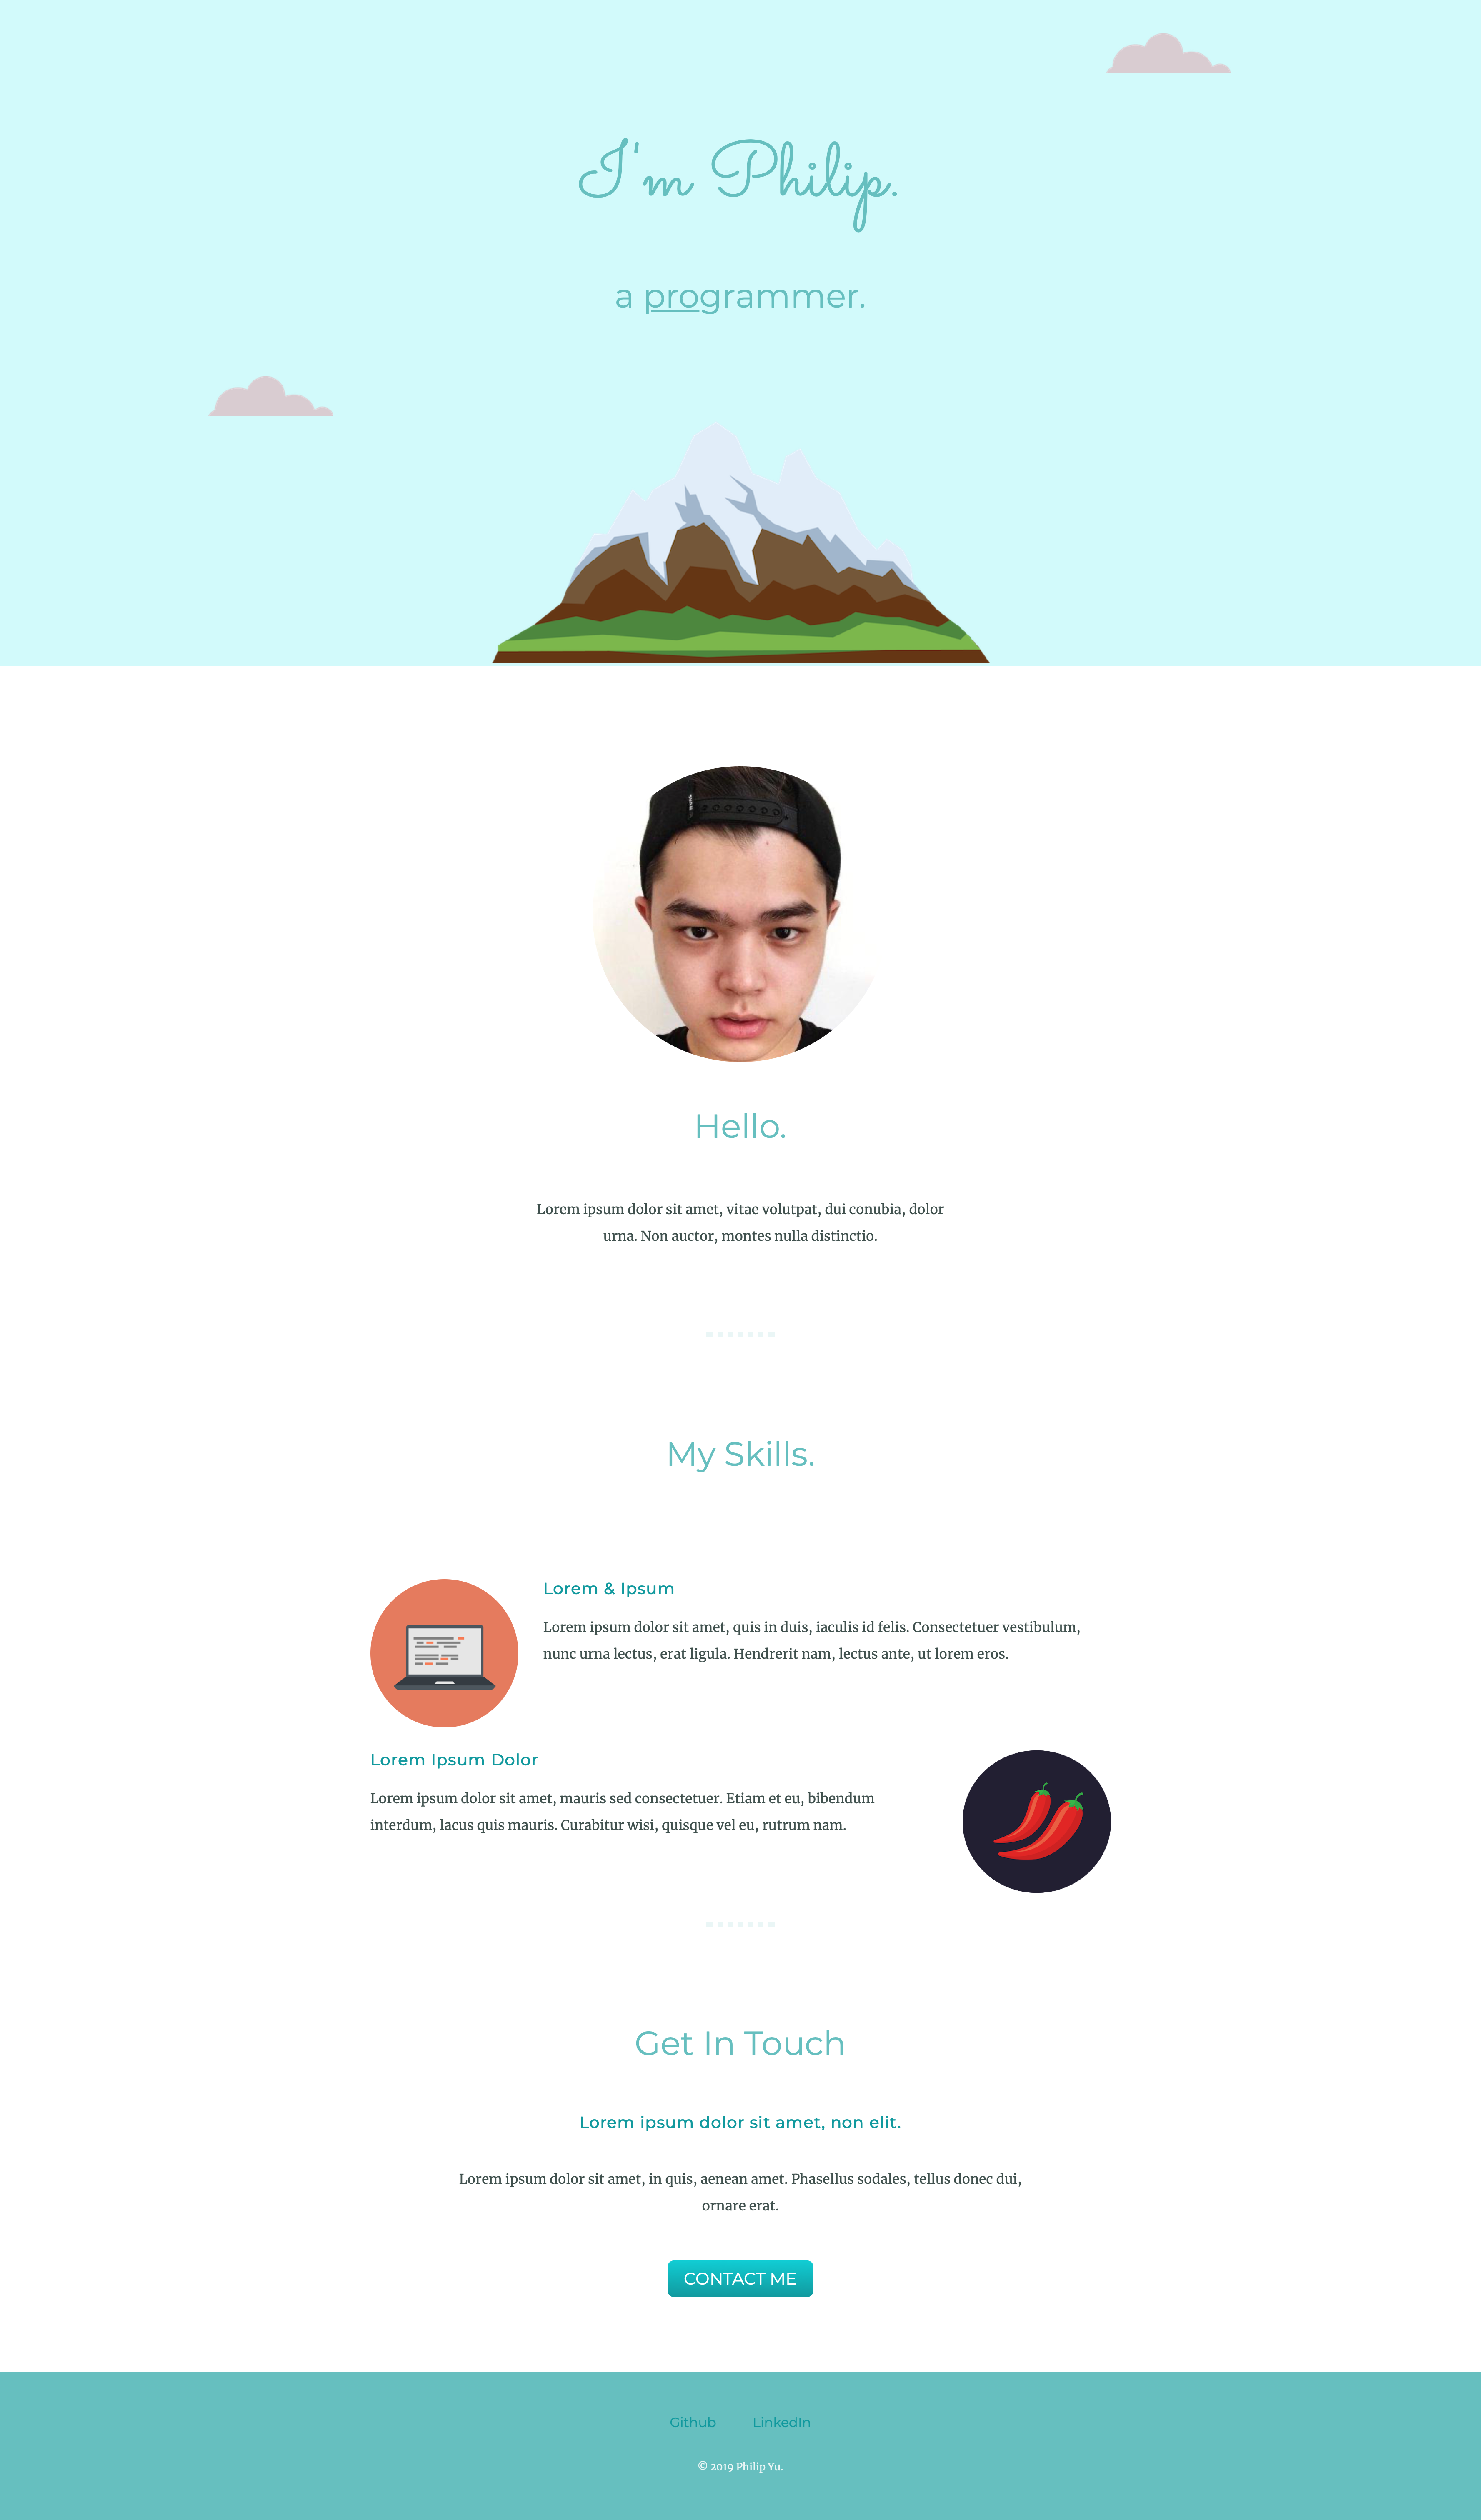 I'm Philip.
a programmer.
Hello.
Lorem ipsum dolor sit amet, vitae volutpat, dui conubia, dolor
urna. Non auctor, montes nulla distinctio.
My Skills.
Lorem & Ipsum
Lorem ipsum dolor sit amet, quis in duis, iaculis id felis. Consectetuer vestibulum,
nunc urna lectus, erat ligula. Hendrerit nam, lectus ante, ut lorem eros.
Lorem Ipsum Dolor
Lorem ipsum dolor sit amet, mauris sed consectetuer. Etiam et eu, bibendum
interdum, lacus quis mauris. Curabitur wisi, quisque vel eu, rutrum nam.
Get In Touch
Lorem ipsum dolor sit amet, non elit.
Lorem ipsum dolor sit amet, in quis, aenean amet. Phasellus sodales, tellus donec dui,
ornare erat.
CONTACT ME
Github LinkedIn
© 2019 Philip Yu.